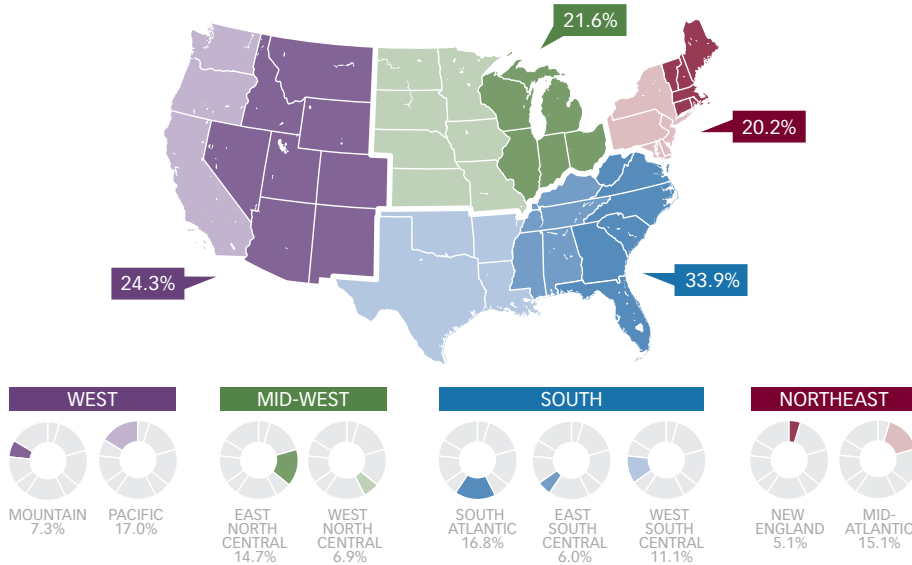 21.6%
20.2%
24.3%
33.9%
WEST
MOUNTAIN
7.3%
PACIFIC
17.0%
MID-WEST
EAST
NORTH
CENTRAL
14.7%
WEST
NORTH
CENTRAL
6.9%
SOUTH
SOUTH
ATLANTIC
16.8%
EAST
SOUTH
CENTRAL
6.0%
WEST
SOUTH
CENTRAL
11.1%
NORTHEAST
NEW
ENGLAND
5.1%
MID-
ATLANTIC
15.1%